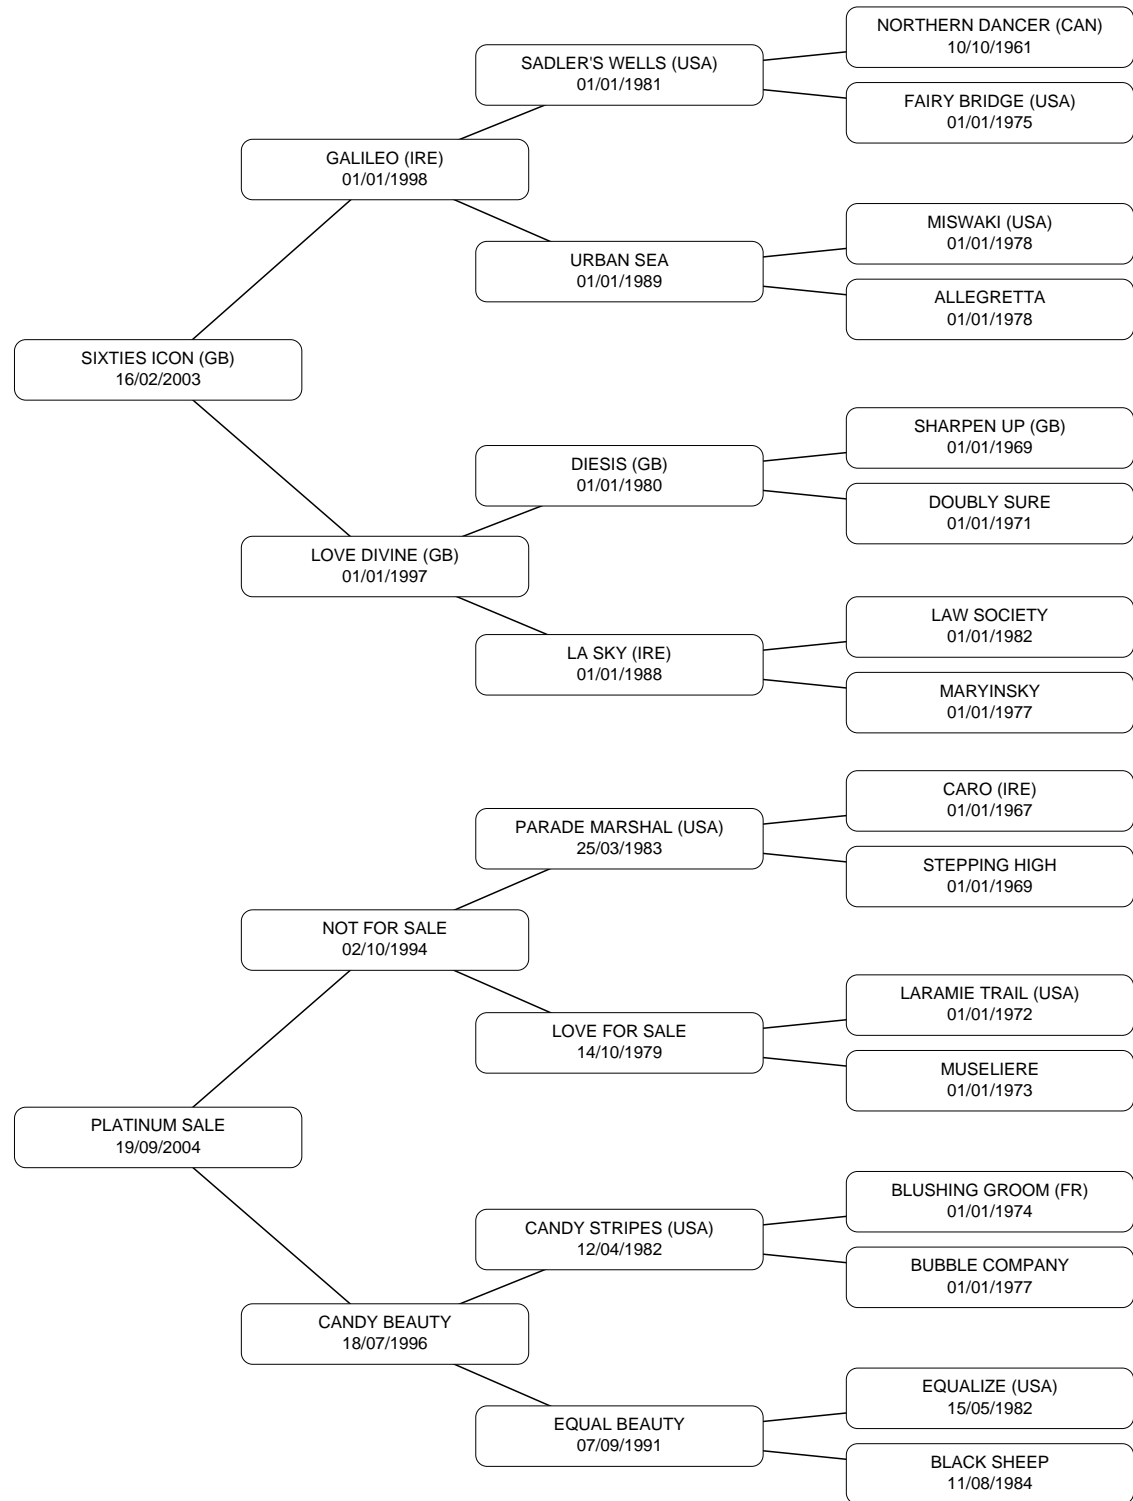 NORTHERN DANCER (CAN)
10/10/1961
SADLER'S WELLS (USA)
01/01/1981
FAIRY BRIDGE (USA)
01/01/1975
GALILEO (IRE)
01/01/1998
MISWAKI (USA)
01/01/1978
URBAN SEA
01/01/1989
ALLEGRETTA
01/01/1978
SIXTIES ICON (GB)
16/02/2003
SHARPEN UP (GB)
01/01/1969
DIESIS (GB)
01/01/1980
DOUBLY SURE
01/01/1971
LOVE DIVINE (GB)
01/01/1997
LAW SOCIETY
01/01/1982
LA SKY (IRE)
01/01/1988
MARYINSKY
01/01/1977
CARO (IRE)
01/01/1967
PARADE MARSHAL (USA)
25/03/1983
STEPPING HIGH
01/01/1969
NOT FOR SALE
02/10/1994
LARAMIE TRAIL (USA)
01/01/1972
LOVE FOR SALE
14/10/1979
MUSELIERE
01/01/1973
PLATINUM SALE
19/09/2004
BLUSHING GROOM (FR)
01/01/1974
CANDY STRIPES (USA)
12/04/1982
BUBBLE COMPANY
01/01/1977
CANDY BEAUTY
18/07/1996
EQUALIZE (USA)
15/05/1982
EQUAL BEAUTY
07/09/1991
BLACK SHEEP
11/08/1984